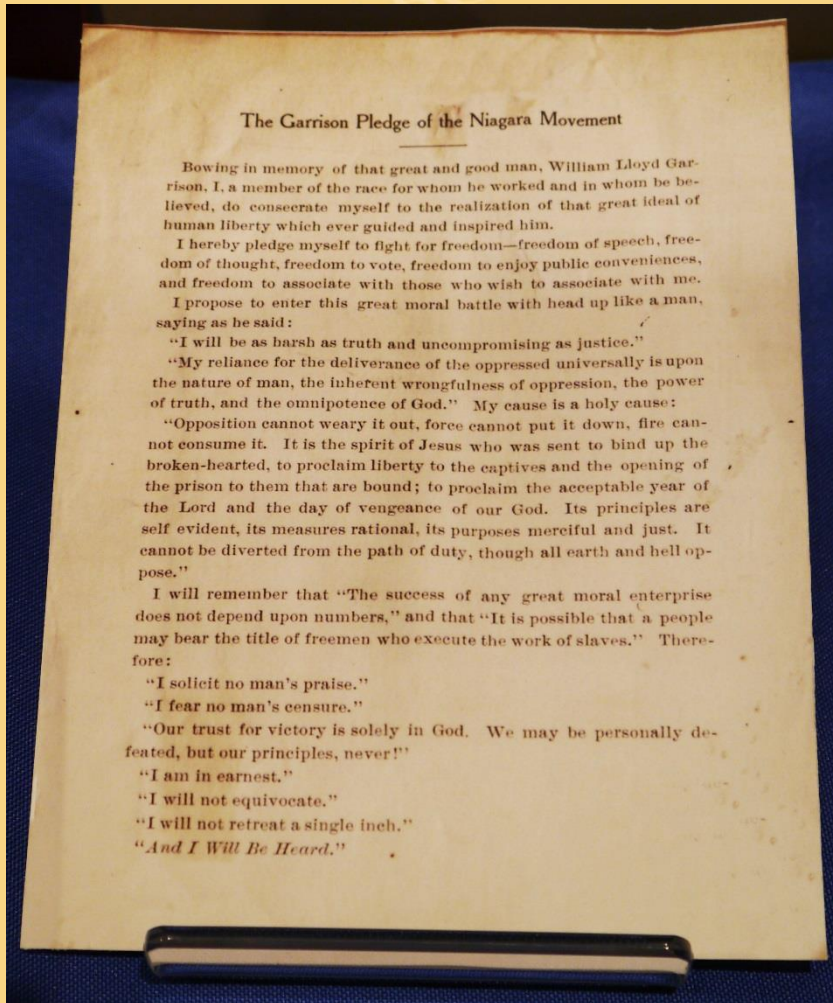 The Garrison Pledge of the Niagara Movement
Bowing in memory of that great and good man, William Lloyd Gar-
rison, I, a member of the race for whom he worked and in whom he be-
lieved, do consecrate myself to the realization of that great ideal of
human liberty which ever guided and inspired him.
I hereby pledge myself to fight for freedom—freedom of speech, free-
dom of thought, freedom to vote, freedom to enjoy public conveniences,
and freedom to associate with those who wish to associate with me.
I propose to enter this great moral battle with head up like a man,
saying as he said:
“I will be as harsh as truth and uncompromising as justice.”
“My reliance for the deliverance of the oppressed universally is upon
the nature of man, the inherent wrongfulness of oppression, the power
of truth, and the omnipotence of God.” My cause is a holy cause:
“Opposition cannot weary it out, force cannot put it down, fire can-
not consume it. It is the spirit of Jesus who was sent to bind up the
broken-hearted, to proclaim liberty to the captives and the opening of
the prison to them that are bound; to proclaim the acceptable year of
the Lord and the day of vengeance of our God. Its principles are
self evident, its measures rational, its purposes merciful and just. It
cannot be diverted from the path of duty, though all earth and hell op-
pose.”
I will remember that “The success of any great moral enterprise
does not depend upon numbers,” and that “It is possible that a people
may bear the title of freemen who execute the work of slaves.” There-
fore:
“I solicit no man’s praise.”
“I fear no man’s censure.”
“Our trust for victory is solely in God. We may be personally de-
feated, but our principles, never!”
“I am in earnest.”
“I will not equivocate.”
“I will not retreat a single inch.”
“And I Will Be Heard.”